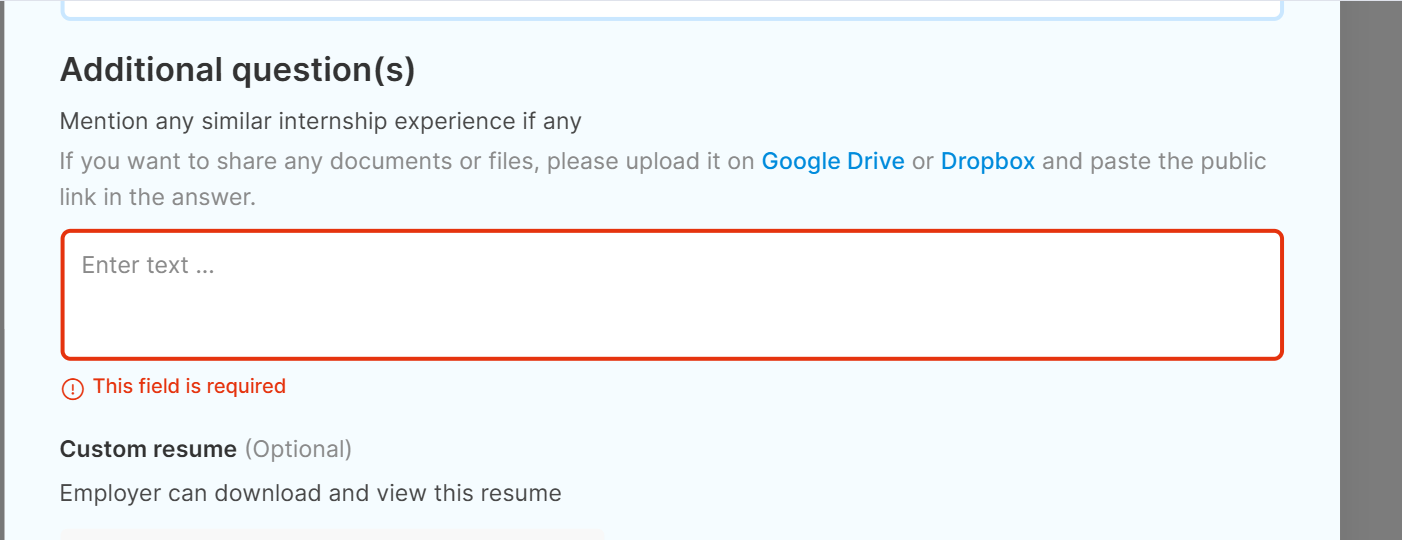 Additional question(s)
Mention any similar internship experience if any
If you want to share any documents or files, please upload it on Google Drive or Dropbox and paste the public
link in the answer.
Enter text ...
This field is required
Custom resume (Optional)
Employer can download and view this resume